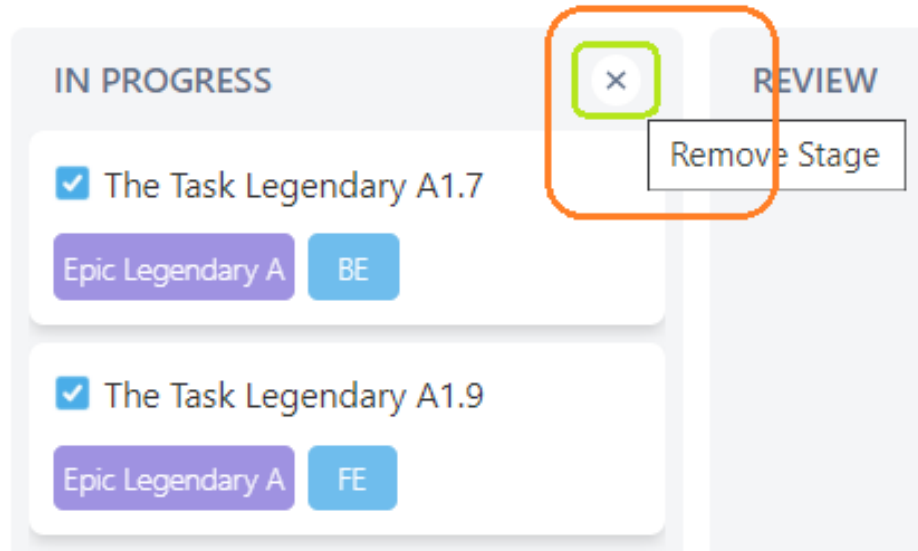 IN PROGRESS
REVIEW
Remove Stage
The Task Legendary A1.7
Epic Legendary A
BE
The Task Legendary A1.9
Epic Legendary A
FE